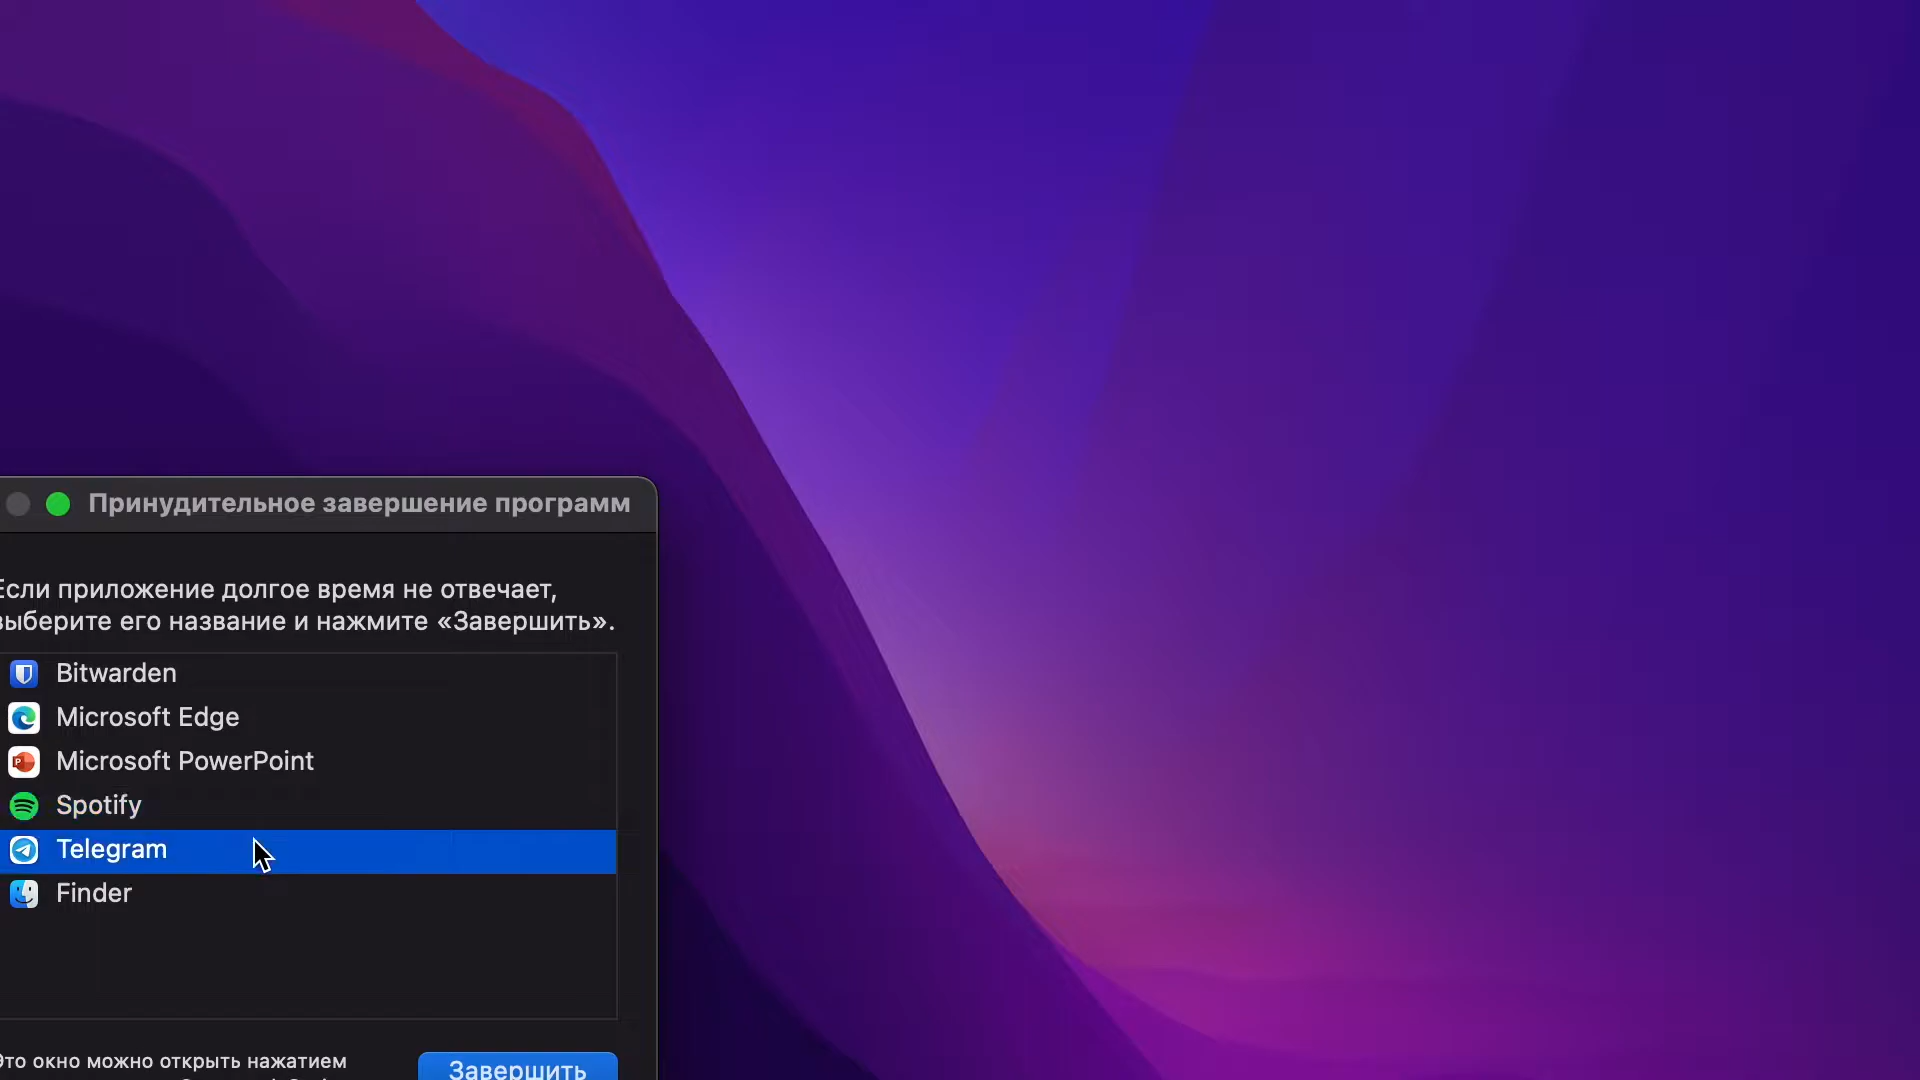 Принудительное завершение программ
Если приложение долгое время не отвечает,
выберите его название и нажмите «Завершить».
Bitwarden
Microsoft Edge
Microsoft PowerPoint
Spotify
Telegram
Finder
Это окно можно открыть нажатием
Завершить